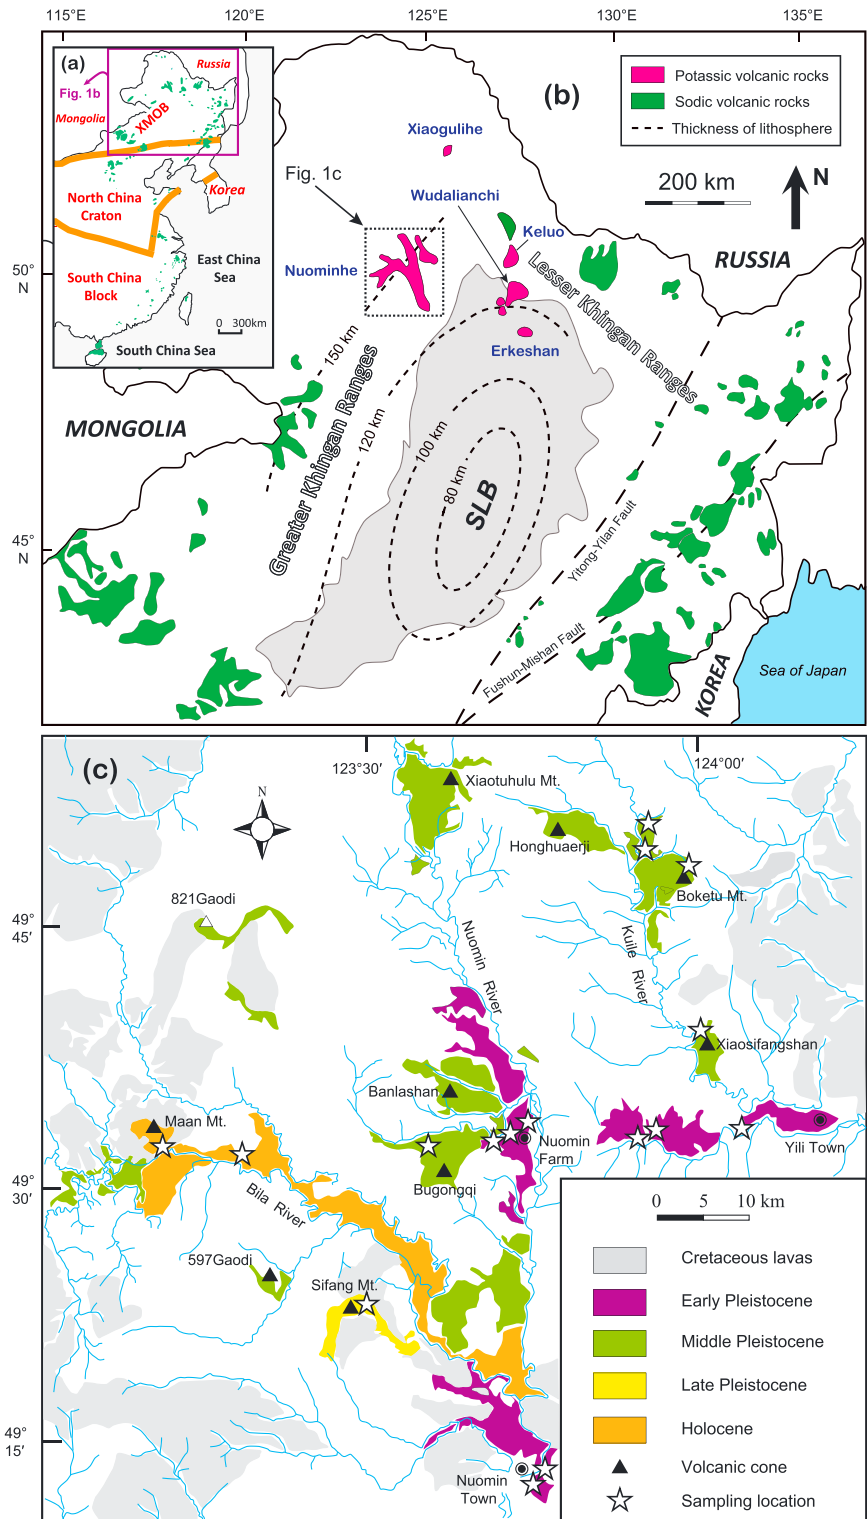 115°E
120°E
125°E
130°E
135°E
(a)
Russia
Fig. 1b
Mongolia
XMOB
North China
Craton
Korea
South China
Block
East China
Sea
0 300km
South China Sea
(b)
Potassic volcanic rocks
Sodic volcanic rocks
Thickness of lithosphere
200 km
N
Xiaogulihe
Fig. 1c
Wudalianchi
Keluo
Nuominhe
Lesser Khingan Ranges
RUSSIA
50°
N
Erkeshan
150 km
Greater Khingan Ranges
120 km
100 km
80 km
SLB
MONGOLIA
45°
N
Yitong-Yilan Fault
Fushun-Mishan Fault
KOREA
Sea of Japan
(c)
123°30′
124°00′
N
Xiaotuhulu Mt.
Honghuaerji
Boketu Mt.
821Gaodi
49°
45′
Nuomin River
Kuile River
Xiaosifangshan
Banlashan
Maan Mt.
Nuomin
Farm
Yili Town
Bugongqi
49°
30′
Bila River
597Gaodi
Sifang Mt.
49°
15′
Nuomin
Town
0 5 10 km
Cretaceous lavas
Early Pleistocene
Middle Pleistocene
Late Pleistocene
Holocene
Volcanic cone
Sampling location